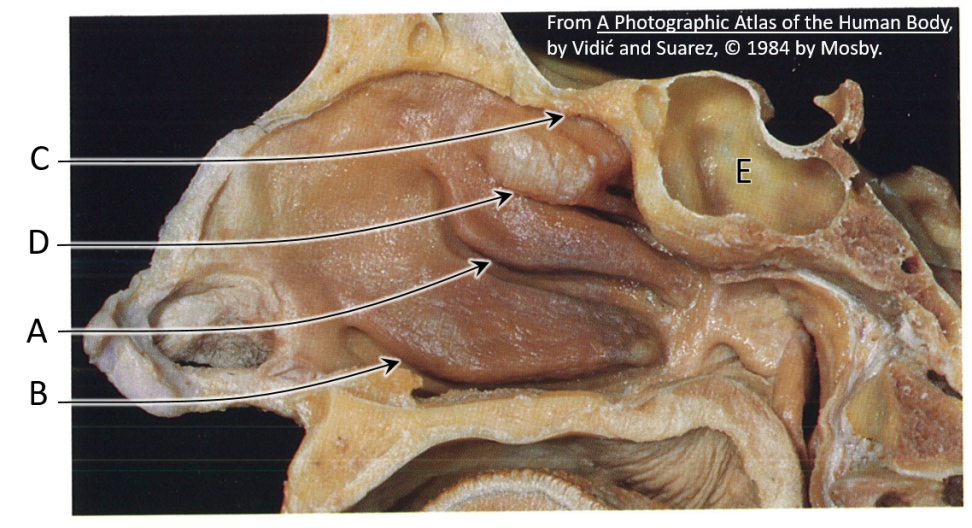 From A Photographic Atlas of the Human Body,
by Vidić and Suarez, © 1984 by Mosby.
C
E
D
A
B